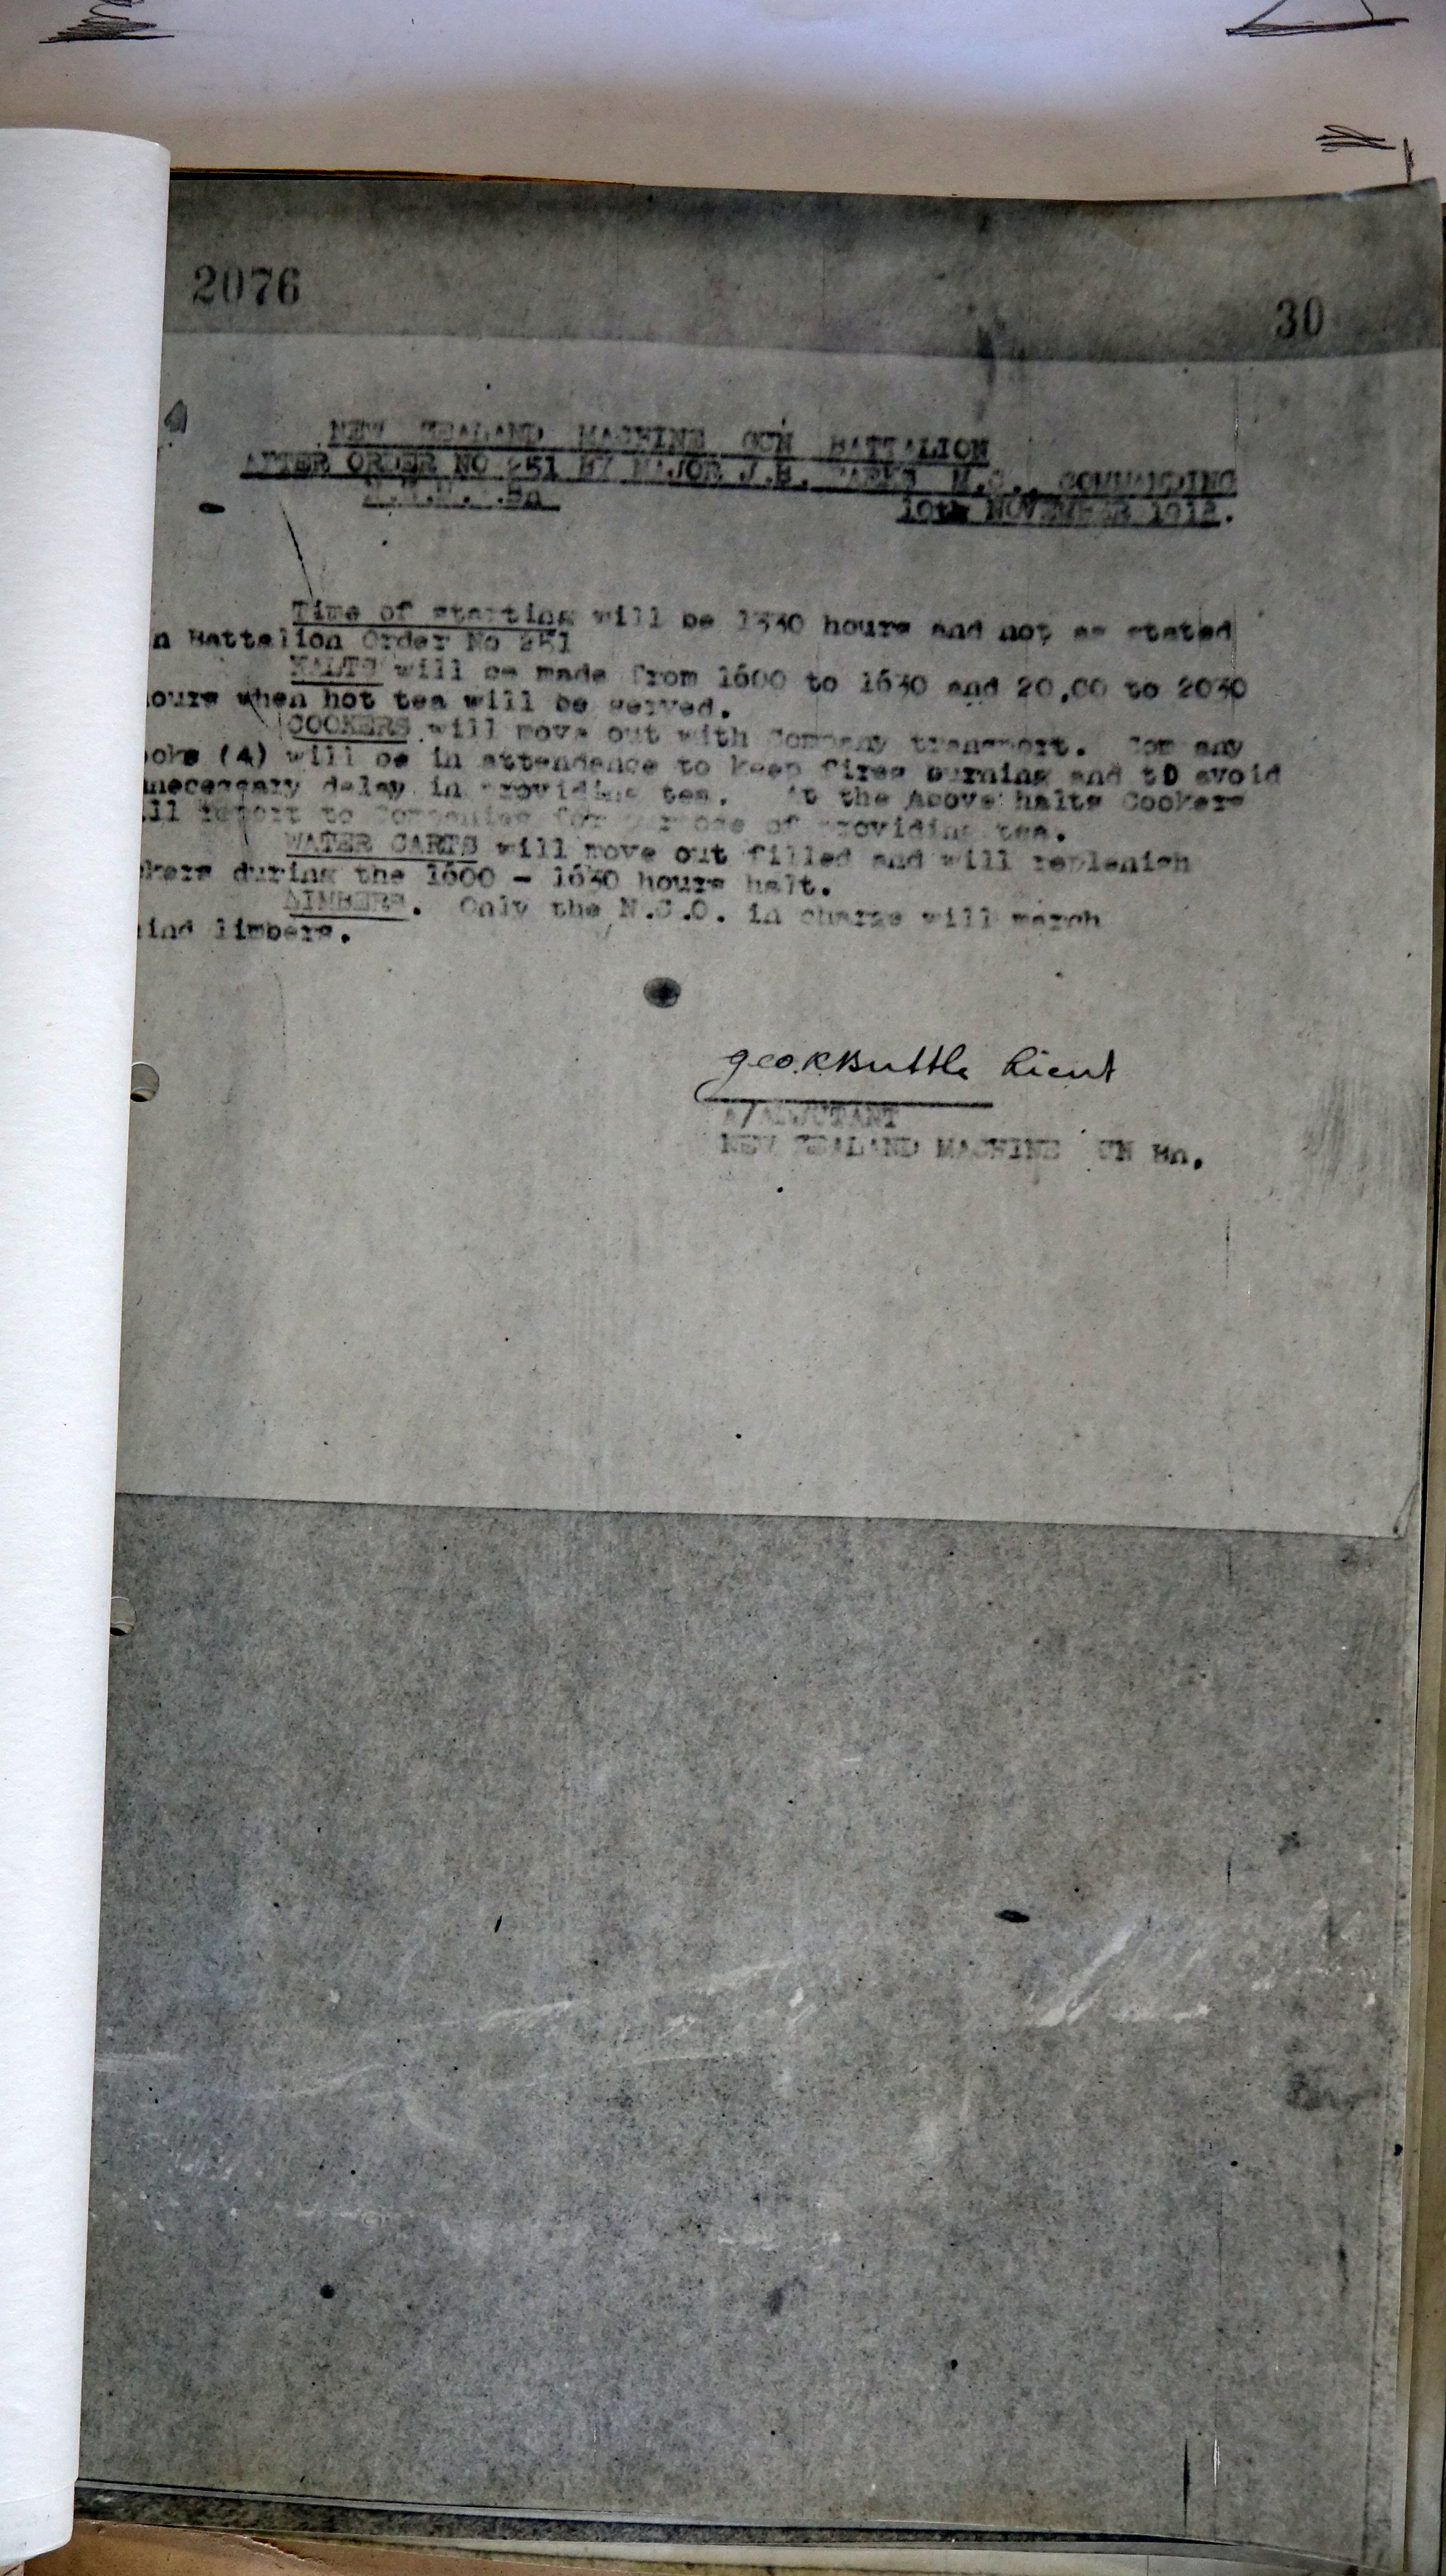 2076
30
NEW ZEALAND MACHINE GUN BATTALION
AFTER ORDER NO 251 BY MAJOR J.B. PARKS M.C., COMMANDING
10th NOVEMBER 191
Time of starting will be 1330 hours and not as stated
n Battalion Order No 251
HALTS will be made from 1600 to 1630 and 20.00 to 2030
ours when hot tea will be served.
COOKERS will move out with Company transport. Company
ooks (4) will be in attendance to keep fires burning and tO avoid
nnecessary delay in providing tea. At the Above halts Cookers
ill report to Companies for purpose of providing tea.
WATER CARTS will move out filled and will replenish
kers during the 1600 - 1630 hours halt.
LIMBERS. Only the N.C.O. in charge will march
ind limbers.
Geo. K Buttle Lieut
A/ADJUTANT
NEW ZEALAND MACHINE UN Bn.